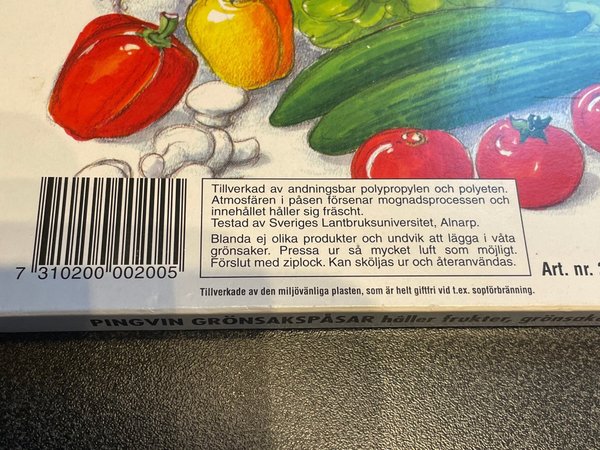 Tillverkad av andningsbar polypropylen och polyeten.
Atmosfären i påsen försenar mognadsprocessen och
innehållet håller sig fräscht.
Testad av Sveriges Lantbruksuniversitet, Alnarp.
Blanda ej olika produkter och undvik att lägga i våta
grönsaker. Pressa ur så mycket luft som möjligt.
Förslut med ziplock. Kan sköljas ur och återanvändas.
7 310200 002005
Art. nr.
Tillverkade av den miljövänliga plasten, som är helt giftfri vid t.ex. sopförbränning.
PINGVIN GRÖNSAKSPÅSAR håller frukter,